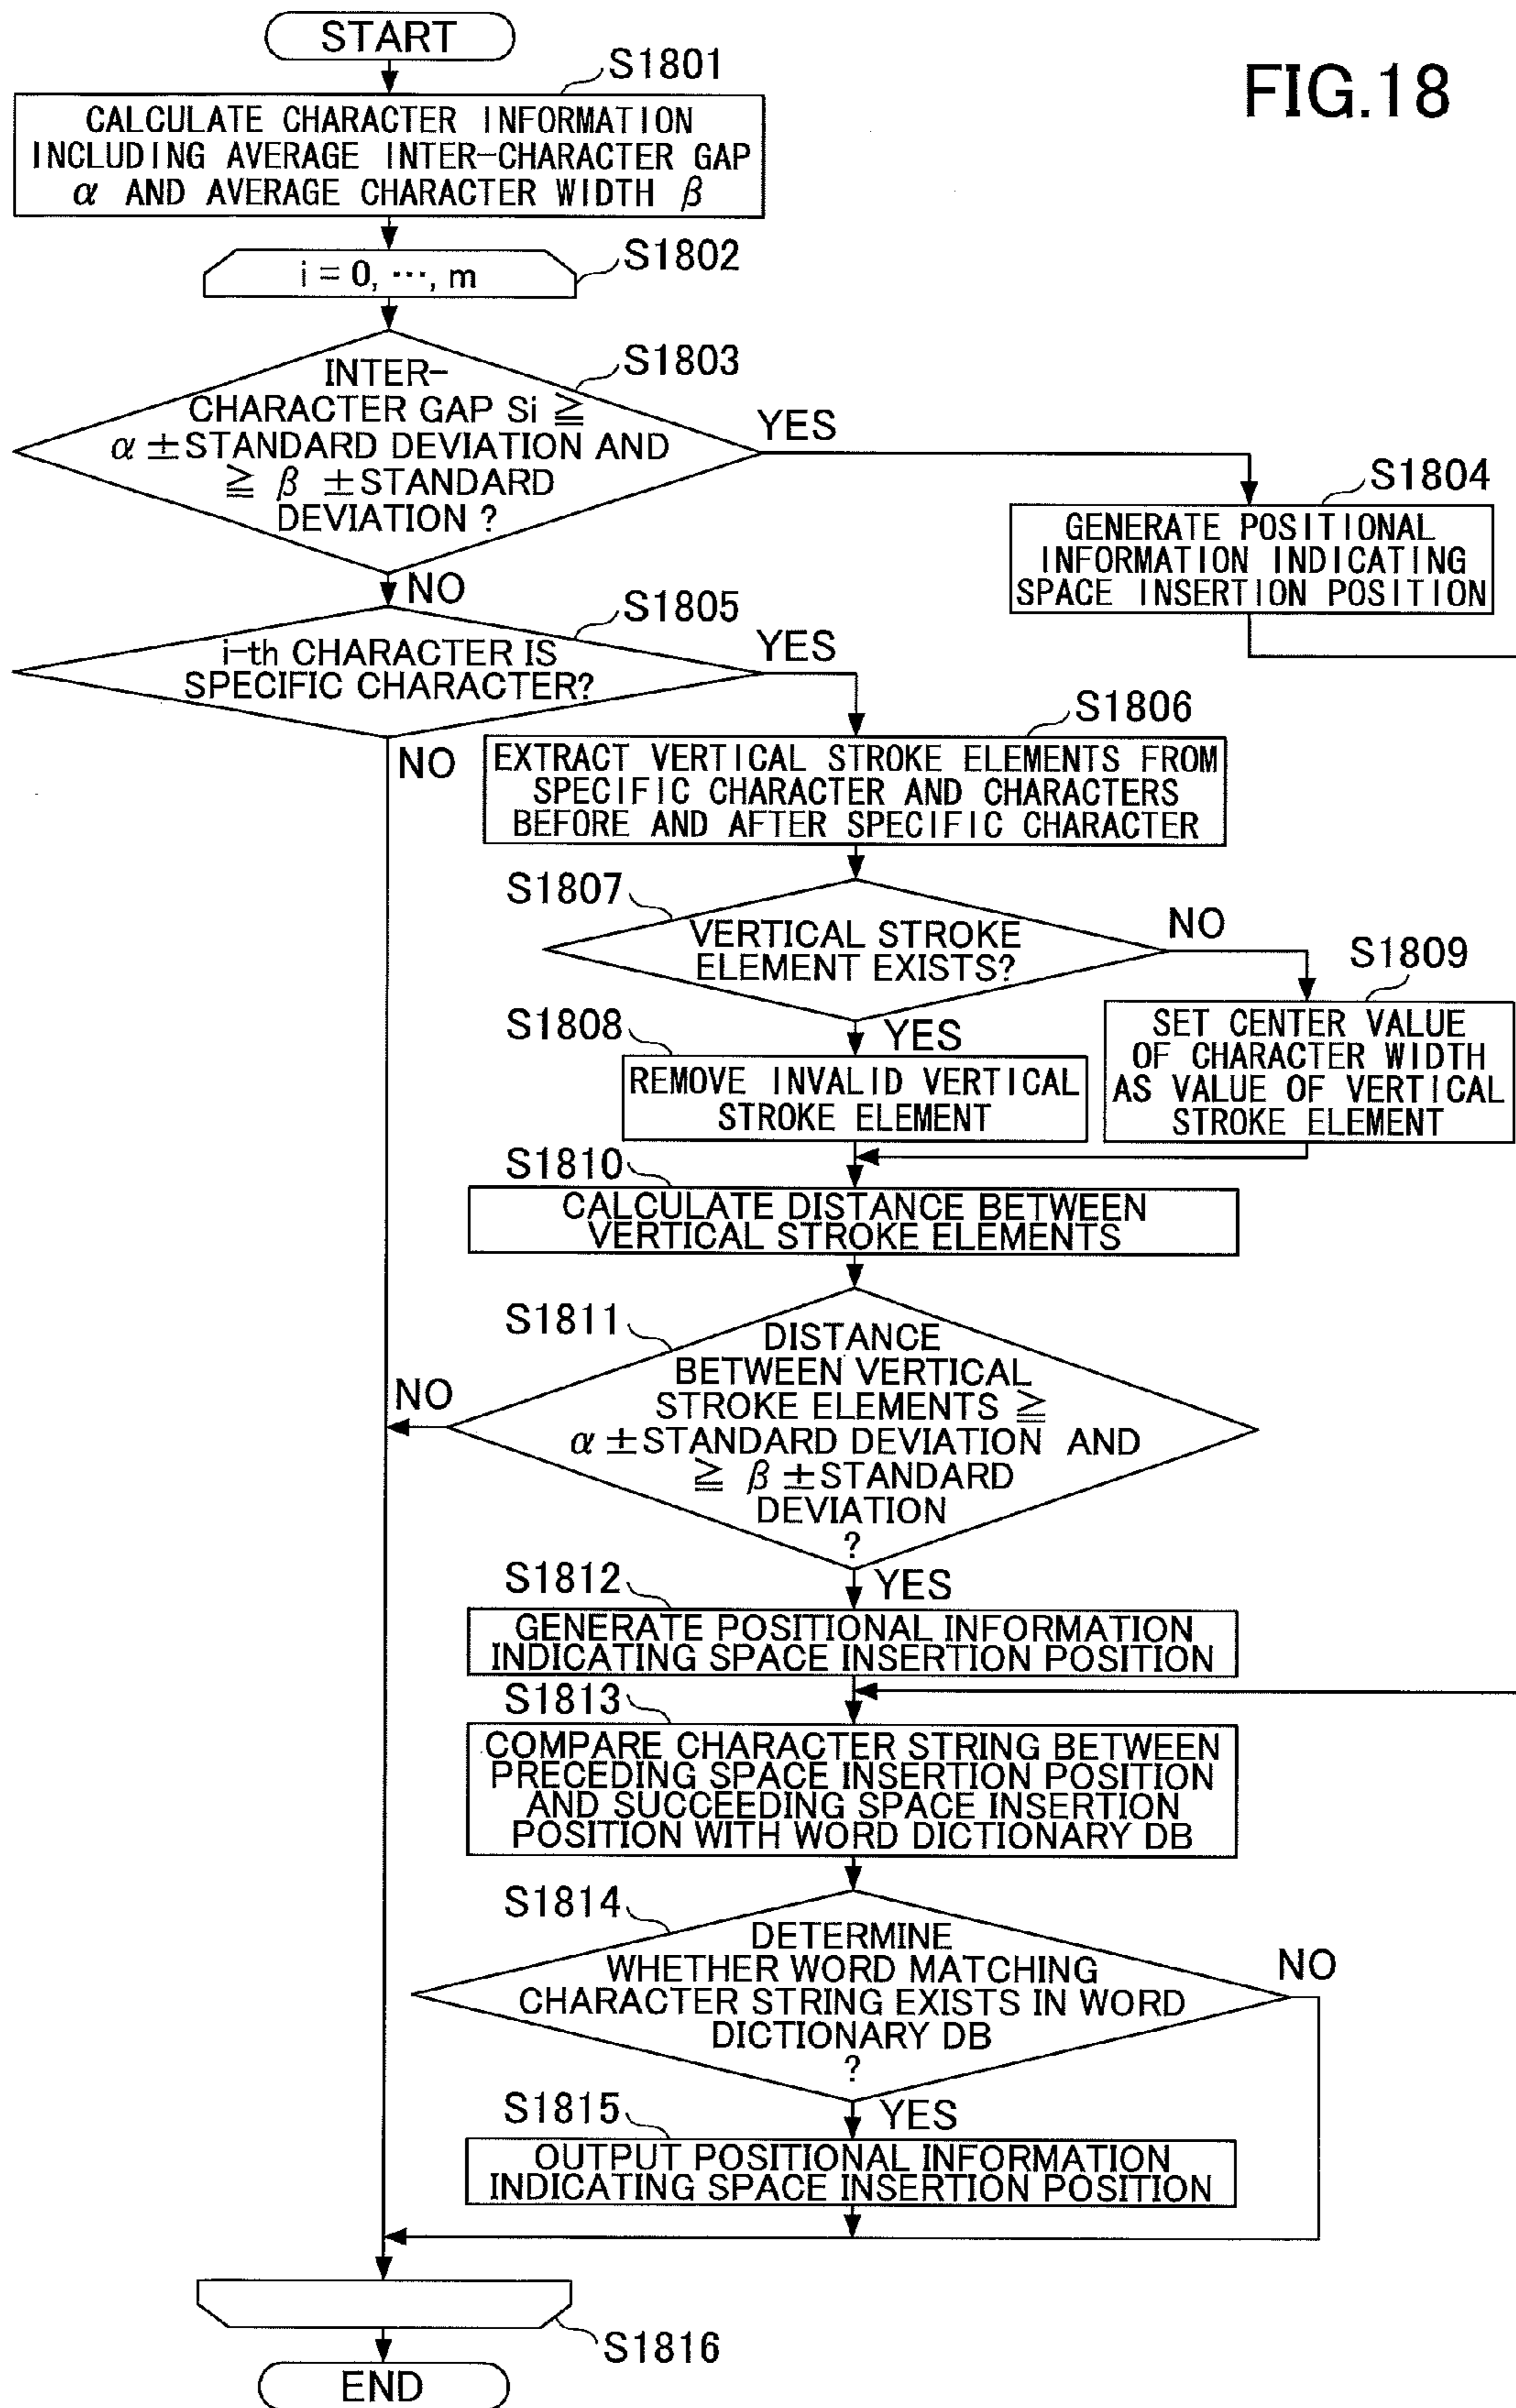 START
FIG.18
S1801
CALCULATE CHARACTER INFORMATION
INCLUDING AVERAGE INTER-CHARACTER GAP
α AND AVERAGE CHARACTER WIDTH β
S1802
i = 0, ···, m
S1803
INTER-
CHARACTER GAP Si ≧
α ±STANDARD DEVIATION AND
≧ β ±STANDARD
DEVIATION ?
YES
NO
S1804
GENERATE POSITIONAL
INFORMATION INDICATING
SPACE INSERTION POSITION
S1805
i-th CHARACTER IS
SPECIFIC CHARACTER?
YES
NO
S1806
EXTRACT VERTICAL STROKE ELEMENTS FROM
SPECIFIC CHARACTER AND CHARACTERS
BEFORE AND AFTER SPECIFIC CHARACTER
S1807
VERTICAL STROKE
ELEMENT EXISTS?
NO
YES
S1808
REMOVE INVALID VERTICAL
STROKE ELEMENT
S1809
SET CENTER VALUE
OF CHARACTER WIDTH
AS VALUE OF VERTICAL
STROKE ELEMENT
S1810
CALCULATE DISTANCE BETWEEN
VERTICAL STROKE ELEMENTS
S1811
DISTANCE
BETWEEN VERTICAL
STROKE ELEMENTS ≧
α ±STANDARD DEVIATION AND
≧ β ±STANDARD
DEVIATION
?
NO
YES
S1812
GENERATE POSITIONAL INFORMATION
INDICATING SPACE INSERTION POSITION
S1813
COMPARE CHARACTER STRING BETWEEN
PRECEDING SPACE INSERTION POSITION
AND SUCCEEDING SPACE INSERTION
POSITION WITH WORD DICTIONARY DB
S1814
DETERMINE
WHETHER WORD MATCHING
CHARACTER STRING EXISTS IN WORD
DICTIONARY DB
?
NO
YES
S1815
OUTPUT POSITIONAL INFORMATION
INDICATING SPACE INSERTION POSITION
S1816
END